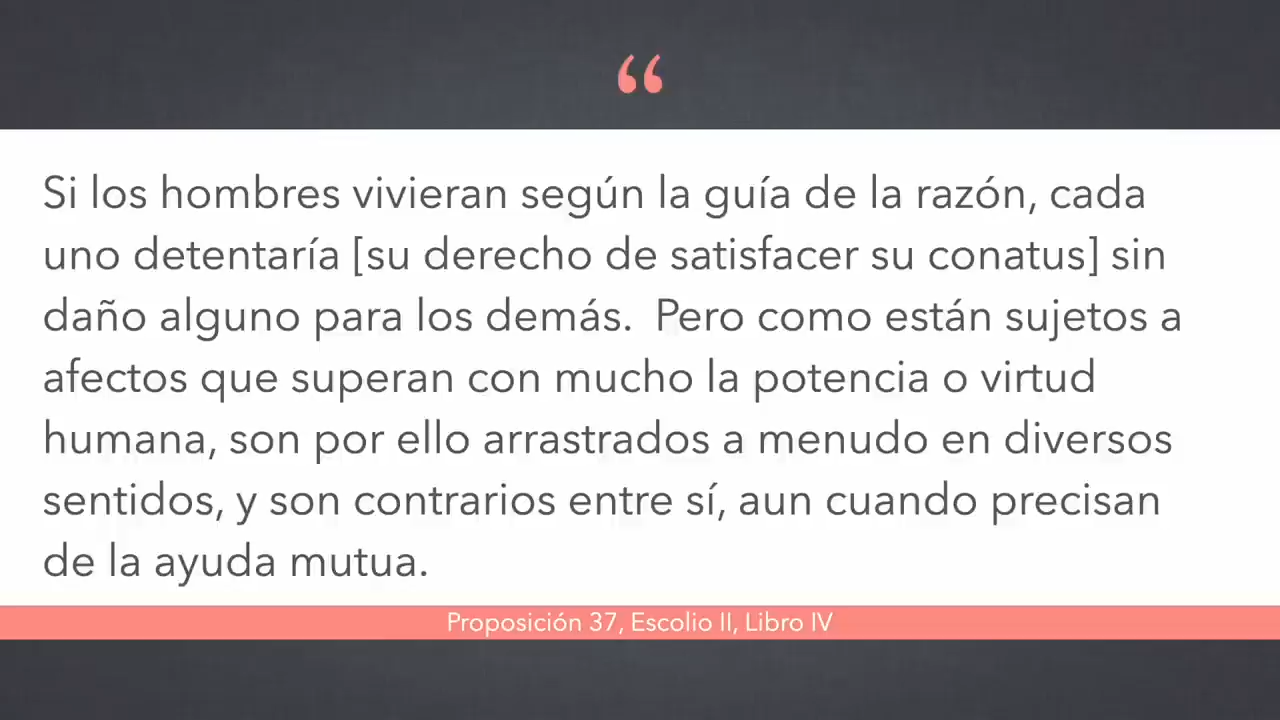 “
Si los hombres vivieran según la guía de la razón, cada
uno detentaría [su derecho de satisfacer su conatus] sin
daño alguno para los demás.  Pero como están sujetos a
afectos que superan con mucho la potencia o virtud
humana, son por ello arrastrados a menudo en diversos
sentidos, y son contrarios entre sí, aun cuando precisan
de la ayuda mutua.
Proposición 37, Escolio II, Libro IV